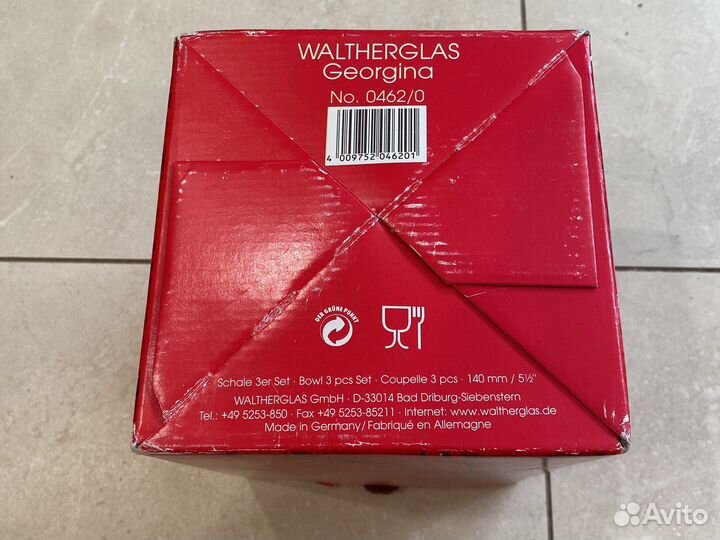 WALTHERGLAS
Georgina
No. 0462/0
4 009752 046201
DER GRÜNE PUNKT
Schale 3er Set · Bowl 3 pcs Set · Coupelle 3 pcs · 140 mm / 5½"
WALTHERGLAS GmbH · D-33014 Bad Driburg-Siebenstern
Tel.: +49 5253-850 · Fax +49 5253-85211 · Internet: www.waltherglas.de
Made in Germany/Fabriqué en Allemagne
Avito